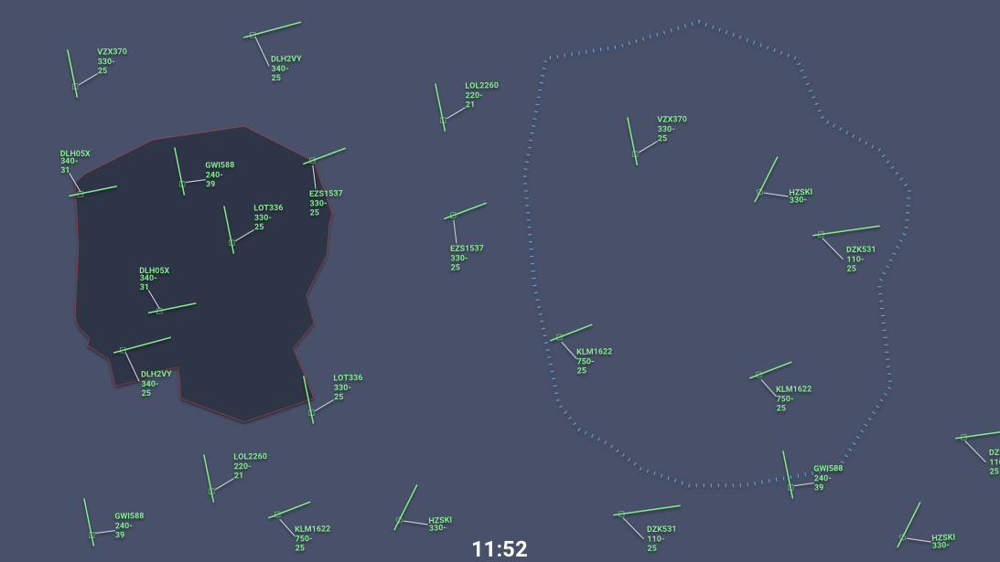 VZX370
330-
25
DLH2VY
340-
25
LOL2260
220-
21
VZX370
330-
25
DLH05X
340-
31
GWI588
240-
39
EZS1537
330-
25
HZSKI
330-
LOT336
330-
25
EZS1537
330-
25
DZK531
110-
25
DLH05X
340-
31
KLM1622
750-
25
DLH2VY
340-
25
LOT336
330-
25
KLM1622
750-
25
LOL2260
220-
21
GWI588
240-
39
DZ
11
25
GWI588
240-
39
KLM1622
750-
25
HZSKI
330-
DZK531
110-
25
HZSKI
330-
11:52